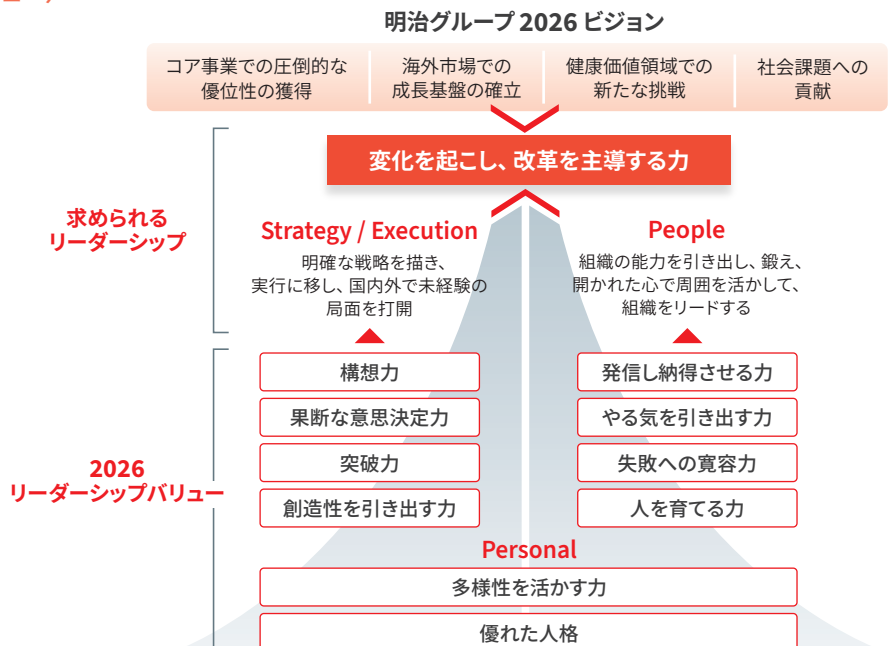 明治グループ 2026 ビジョン
コア事業での圧倒的な
優位性の獲得
海外市場での
成長基盤の確立
健康価値領域での
新たな挑戦
社会課題への
貢献
変化を起こし、改革を主導する力
求められる
リーダーシップ
Strategy / Execution
明確な戦略を描き、
実行に移し、国内外で未経験の
局面を打開
People
組織の能力を引き出し、鍛え、
開かれた心で周囲を活かして、
組織をリードする
2026
リーダーシップバリュー
構想力
果断な意思決定力
突破力
創造性を引き出す力
発信し納得させる力
やる気を引き出す力
失敗への寛容力
人を育てる力
Personal
多様性を活かす力
優れた人格